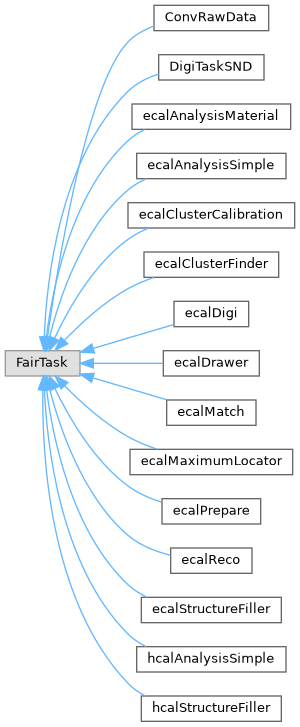 ConvRawData
DigiTaskSND
ecalAnalysisMaterial
ecalAnalysisSimple
ecalClusterCalibration
ecalClusterFinder
ecalDigi
FairTask
ecalDrawer
ecalMatch
ecalMaximumLocator
ecalPrepare
ecalReco
ecalStructureFiller
hcalAnalysisSimple
hcalStructureFiller